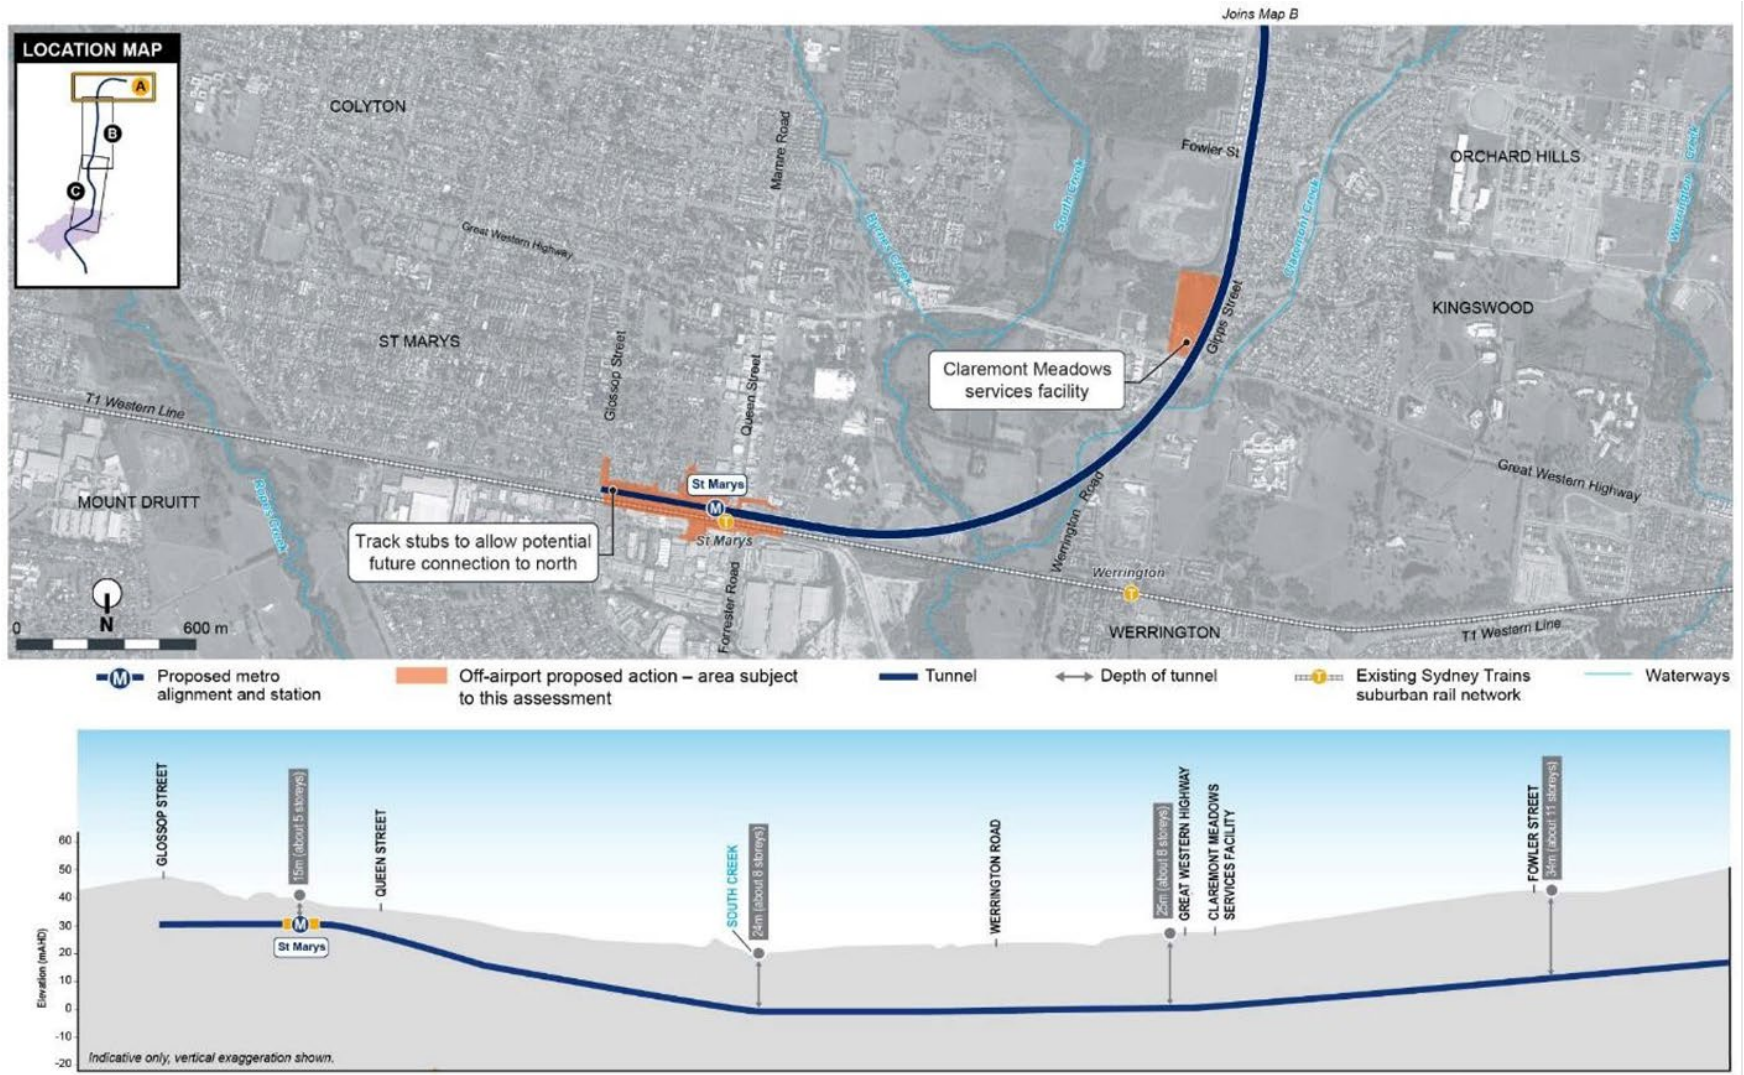 Joins Map B
LOCATION MAP
A
B
C
COLYTON
Mamre Road
Fowler St
ORCHARD HILLS
Werrington Creek
South Creek
Claremont Creek
Byrnes Creek
Great Western Highway
KINGSWOOD
Gipps Street
ST MARYS
Glossop Street
Queen Street
Claremont Meadows
services facility
T1 Western Line
Great Western Highway
St Marys
M
T
St Marys
MOUNT DRUITT
Ropes Creek
Track stubs to allow potential
future connection to north
Werrington Road
Forrester Road
Werrington
T
WERRINGTON
T1 Western Line
N
0 600 m
M
Proposed metro
alignment and station
Off-airport proposed action – area subject
to this assessment
Tunnel
Depth of tunnel
T
Existing Sydney Trains
suburban rail network
Waterways
GLOSSOP STREET
15m (about 5 storeys)
QUEEN STREET
SOUTH CREEK
24m (about 8 storeys)
WERRINGTON ROAD
25m (about 8 storeys)
GREAT WESTERN HIGHWAY
CLAREMONT MEADOWS
SERVICES FACILITY
FOWLER STREET
34m (about 11 storeys)
Elevation (mAHD)
60
50
40
30
20
10
0
-10
-20
M
St Marys
Indicative only, vertical exaggeration shown.